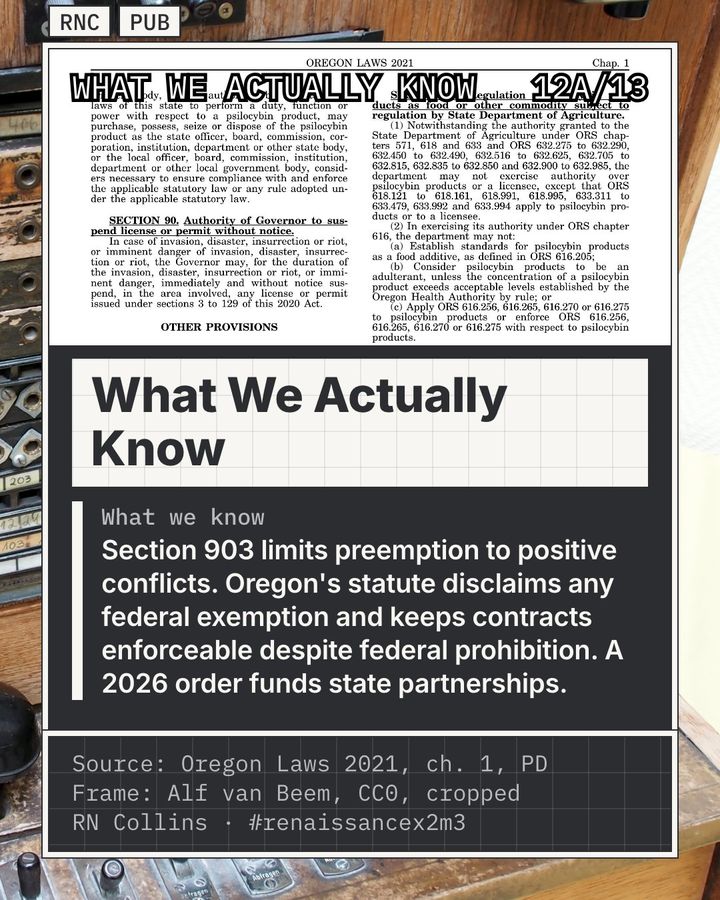 RNC PUB
OREGON LAWS 2021 Chap. 1
WHAT WE ACTUALLY KNOW 12A/13
laws of this state to perform a duty, function or
power with respect to a psilocybin product, may
purchase, possess, seize or dispose of the psilocybin
product as the state officer, board, commission, cor-
poration, institution, department or other state body,
or the local officer, board, commission, institution,
department or other local government body, consid-
ers necessary to ensure compliance with and enforce
the applicable statutory law or any rule adopted un-
der the applicable statutory law.
SECTION 90. Authority of Governor to sus-
pend license or permit without notice.
In case of invasion, disaster, insurrection or riot,
or imminent danger of invasion, disaster, insurrec-
tion or riot, the Governor may, for the duration of
the invasion, disaster, insurrection or riot, or immi-
nent danger, immediately and without notice sus-
pend, in the area involved, any license or permit
issued under sections 3 to 129 of this 2020 Act.
OTHER PROVISIONS
ducts as food or other commodity subject to
regulation by State Department of Agriculture.
(1) Notwithstanding the authority granted to the
State Department of Agriculture under ORS chap-
ters 571, 618 and 633 and ORS 632.275 to 632.290,
632.450 to 632.490, 632.516 to 632.625, 632.705 to
632.815, 632.835 to 632.850 and 632.900 to 632.985, the
department may not exercise authority over
psilocybin products or a licensee, except that ORS
618.121 to 618.161, 618.991, 618.995, 633.311 to
633.479, 633.992 and 633.994 apply to psilocybin pro-
ducts or to a licensee.
(2) In exercising its authority under ORS chapter
616, the department may not:
(a) Establish standards for psilocybin products
as a food additive, as defined in ORS 616.205;
(b) Consider psilocybin products to be an
adulterant, unless the concentration of a psilocybin
product exceeds acceptable levels established by the
Oregon Health Authority by rule; or
(c) Apply ORS 616.256, 616.265, 616.270 or 616.275
to psilocybin products or enforce ORS 616.256,
616.265, 616.270 or 616.275 with respect to psilocybin
products.
What We Actually
Know
What we know
Section 903 limits preemption to positive
conflicts. Oregon's statute disclaims any
federal exemption and keeps contracts
enforceable despite federal prohibition. A
2026 order funds state partnerships.
Source: Oregon Laws 2021, ch. 1, PD
Frame: Alf van Beem, CC0, cropped
RN Collins · #renaissancex2m3
203
103